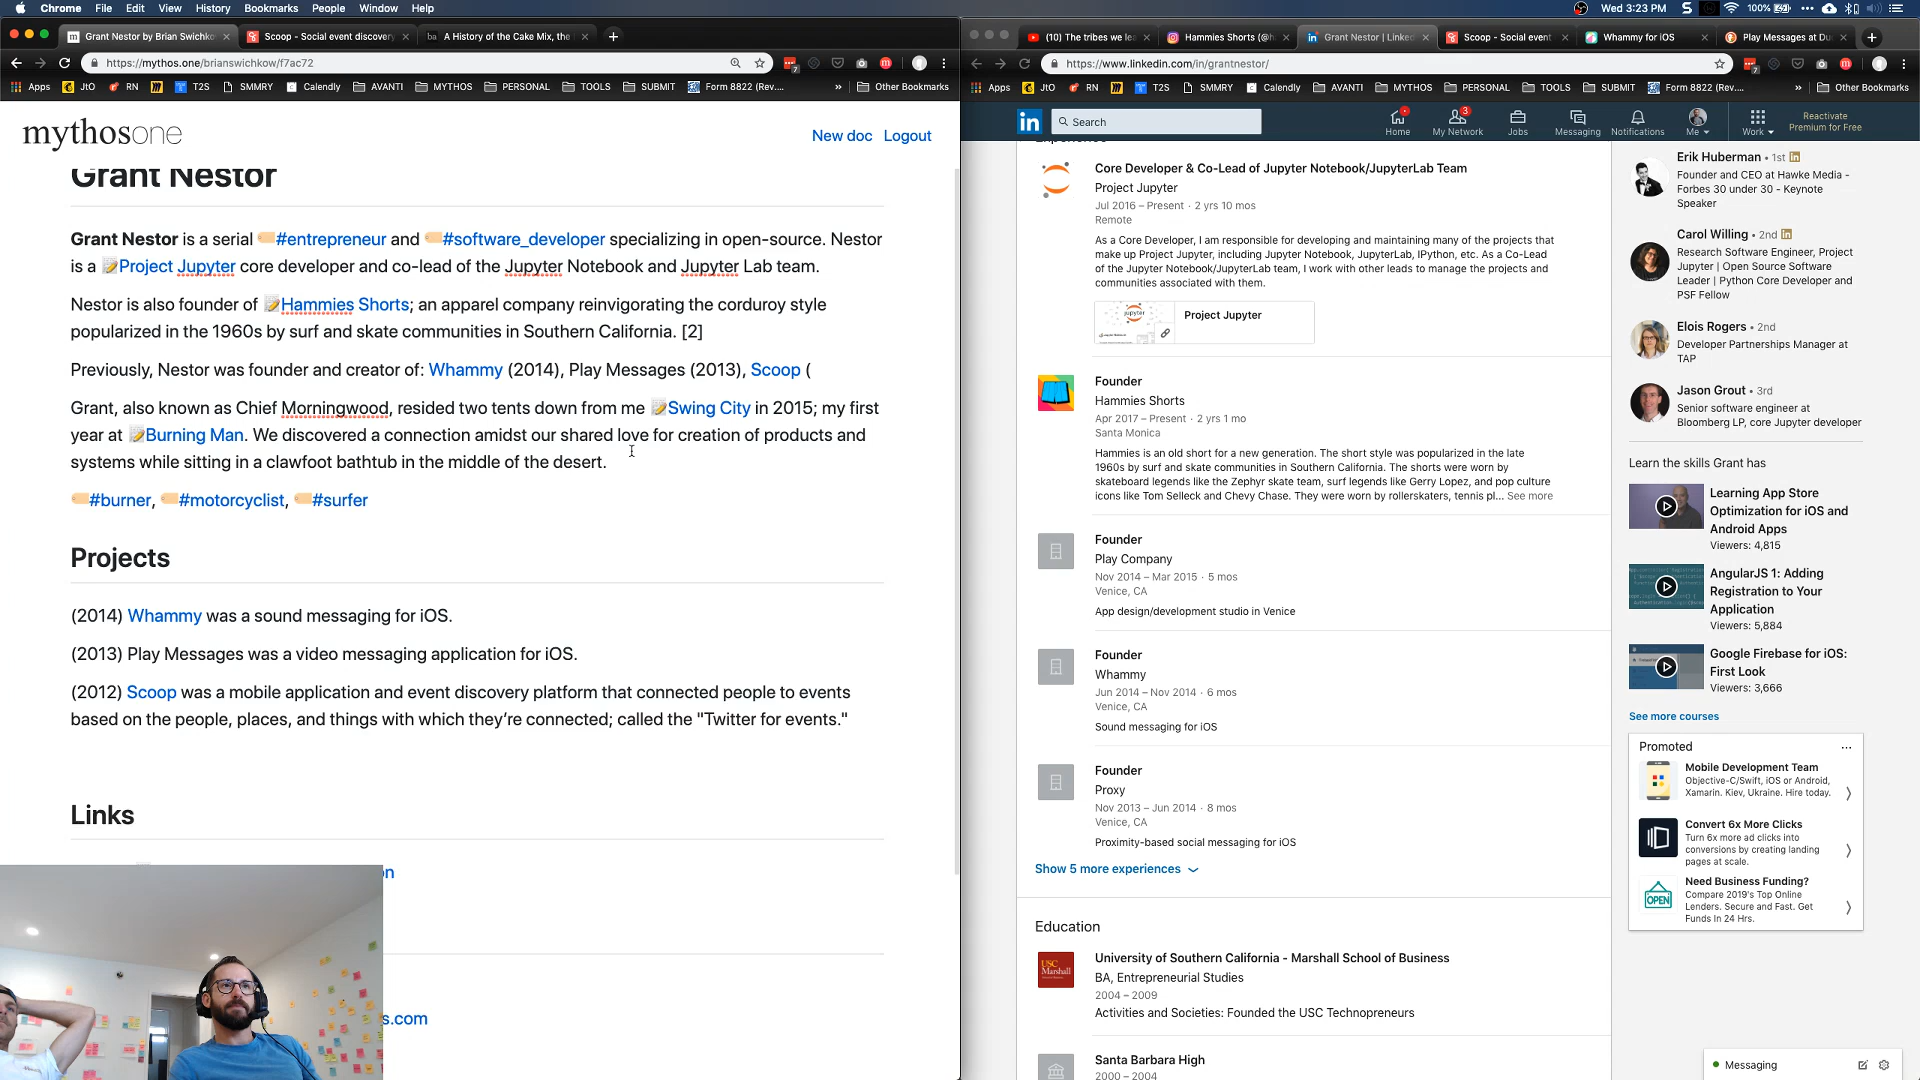 Chrome File Edit View History Bookmarks People Window Help
100% Wed 3:23 PM
Grant Nestor by Brian Swichko
Scoop - Social event discovery
A History of the Cake Mix, the
https://mythos.one/brianswichkow/f7ac72
Apps JtO RN T2S SMMRY Calendly AVANTI MYTHOS PERSONAL TOOLS SUBMIT Form 8822 (Rev.... » Other Bookmarks
mythosone
New doc Logout
Grant Nestor
Grant Nestor is a serial #entrepreneur and #software_developer specializing in open-source. Nestor
is a Project Jupyter core developer and co-lead of the Jupyter Notebook and Jupyter Lab team.
Nestor is also founder of Hammies Shorts; an apparel company reinvigorating the corduroy style
popularized in the 1960s by surf and skate communities in Southern California. [2]
Previously, Nestor was founder and creator of: Whammy (2014), Play Messages (2013), Scoop (
Grant, also known as Chief Morningwood, resided two tents down from me Swing City in 2015; my first
year at Burning Man. We discovered a connection amidst our shared love for creation of products and
systems while sitting in a clawfoot bathtub in the middle of the desert.
#burner, #motorcyclist, #surfer
Projects
(2014) Whammy was a sound messaging for iOS.
(2013) Play Messages was a video messaging application for iOS.
(2012) Scoop was a mobile application and event discovery platform that connected people to events
based on the people, places, and things with which they're connected; called the "Twitter for events."
Links
on
s.com
(10) The tribes we lea
Hammies Shorts (@h
Grant Nestor | Linked
Scoop - Social event
Whammy for iOS
Play Messages at Du
https://www.linkedin.com/in/grantnestor/
Apps JtO RN T2S SMMRY Calendly AVANTI MYTHOS PERSONAL TOOLS SUBMIT Form 8822 (Rev.... » Other Bookmarks
in
Search
Home
3
My Network
Jobs
Messaging
Notifications
Me
Work
Reactivate
Premium for Free
Experience
Core Developer & Co-Lead of Jupyter Notebook/JupyterLab Team
Project Jupyter
Jul 2016 – Present · 2 yrs 10 mos
Remote
As a Core Developer, I am responsible for developing and maintaining many of the projects that
make up Project Jupyter, including Jupyter Notebook, JupyterLab, IPython, etc. As a Co-Lead
of the Jupyter Notebook/JupyterLab team, I work with other leads to manage the projects and
communities associated with them.
jupyter
Project Jupyter
Founder
Hammies Shorts
Apr 2017 – Present · 2 yrs 1 mo
Santa Monica
Hammies is an old short for a new generation. The short style was popularized in the late
1960s by surf and skate communities in Southern California. The shorts were worn by
skateboard legends like the Zephyr skate team, surf legends like Gerry Lopez, and pop culture
icons like Tom Selleck and Chevy Chase. They were worn by rollerskaters, tennis pl... See more
Founder
Play Company
Nov 2014 – Mar 2015 · 5 mos
Venice, CA
App design/development studio in Venice
Founder
Whammy
Jun 2014 – Nov 2014 · 6 mos
Venice, CA
Sound messaging for iOS
Founder
Proxy
Nov 2013 – Jun 2014 · 8 mos
Venice, CA
Proximity-based social messaging for iOS
Show 5 more experiences
Education
USC
Marshall
University of Southern California - Marshall School of Business
BA, Entrepreneurial Studies
2004 – 2009
Activities and Societies: Founded the USC Technopreneurs
Santa Barbara High
2000 – 2004
Erik Huberman • 1st in
Founder and CEO at Hawke Media -
Forbes 30 under 30 - Keynote
Speaker
Carol Willing • 2nd in
Research Software Engineer, Project
Jupyter | Open Source Software
Leader | Python Core Developer and
PSF Fellow
Elois Rogers • 2nd
Developer Partnerships Manager at
TAP
Jason Grout • 3rd
Senior software engineer at
Bloomberg LP, core Jupyter developer
Learn the skills Grant has
Learning App Store
Optimization for iOS and
Android Apps
Viewers: 4,815
AngularJS 1: Adding
Registration to Your
Application
Viewers: 5,884
Google Firebase for iOS:
First Look
Viewers: 3,666
See more courses
Promoted
Mobile Development Team
Objective-C/Swift, iOS or Android,
Xamarin. Kiev, Ukraine. Hire today.
Convert 6x More Clicks
Turn 6x more ad clicks into
conversions by creating landing
pages at scale.
OPEN
Need Business Funding?
Compare 2019's Top Online
Lenders. Secure and Fast. Get
Funds In 24 Hrs.
Messaging